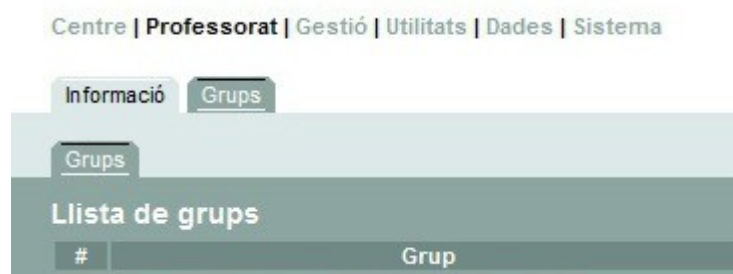 Centre | Professorat | Gestió | Utilitats | Dades | Sistema
Informació Grups
Grups
Llista de grups
# Grup